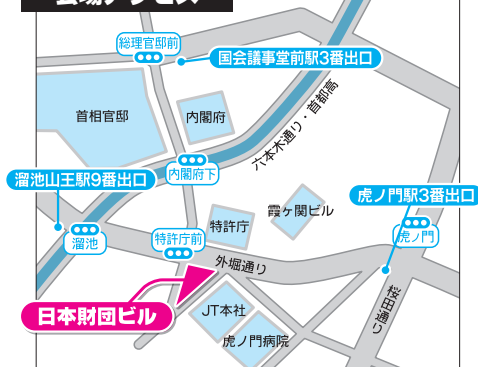 会場アクセス
総理官邸前
国会議事堂前駅3番出口
首相官邸
内閣府
六本木通り・首都高
内閣府下
溜池山王駅9番出口
虎ノ門駅3番出口
霞ヶ関ビル
特許庁
溜池
特許庁前
虎ノ門
外堀通り
桜田通り
日本財団ビル
JT本社
虎ノ門病院